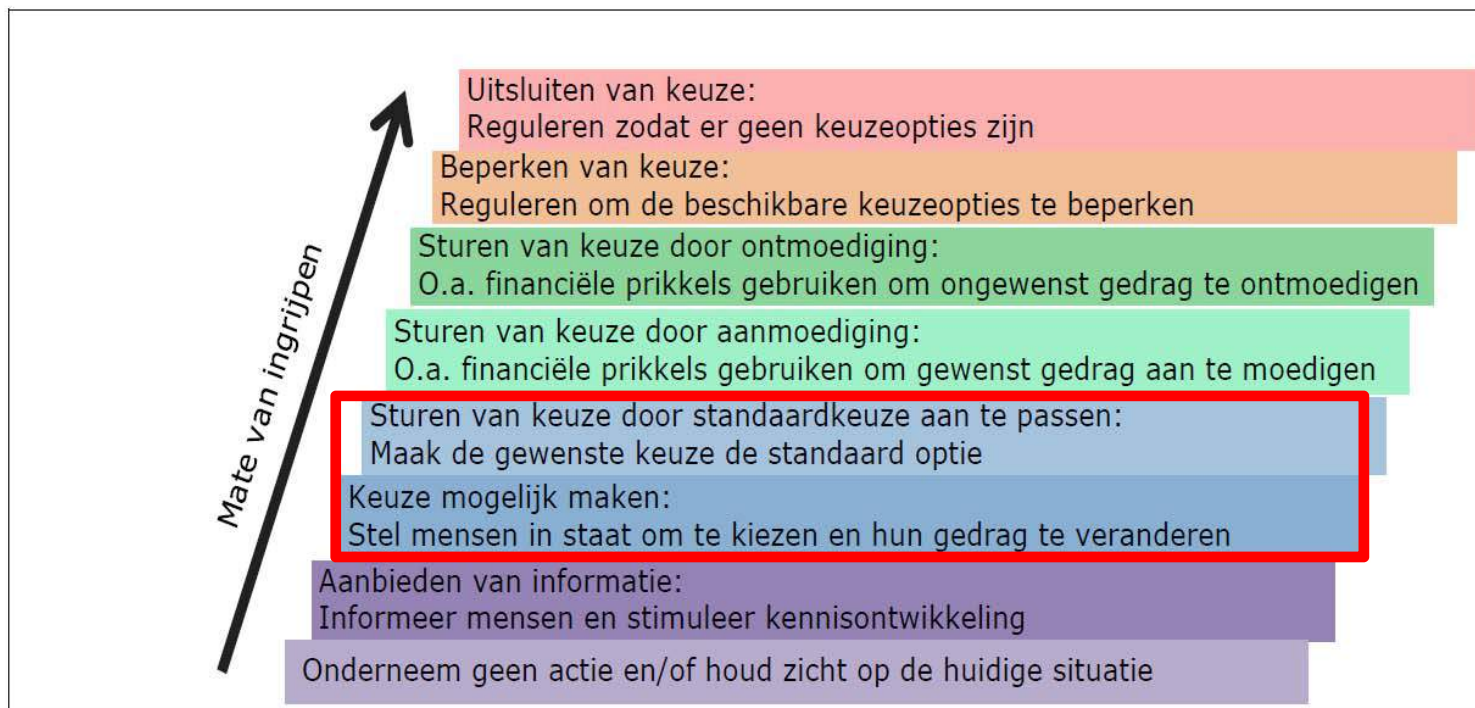 Uitsluiten van keuze:
Reguleren zodat er geen keuzeopties zijn
Beperken van keuze:
Reguleren om de beschikbare keuzeopties te beperken
Sturen van keuze door ontmoediging:
O.a. financiële prikkels gebruiken om ongewenst gedrag te ontmoedigen
Sturen van keuze door aanmoediging:
O.a. financiële prikkels gebruiken om gewenst gedrag aan te moedigen
Sturen van keuze door standaardkeuze aan te passen:
Maak de gewenste keuze de standaard optie
Keuze mogelijk maken:
Stel mensen in staat om te kiezen en hun gedrag te veranderen
Aanbieden van informatie:
Informeer mensen en stimuleer kennisontwikkeling
Onderneem geen actie en/of houd zicht op de huidige situatie
Mate van ingrijpen